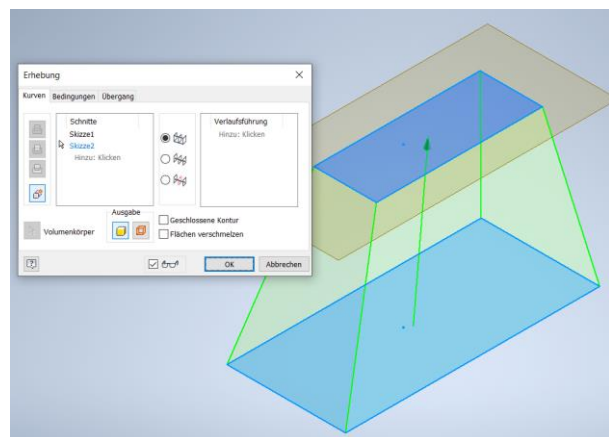 Erhebung
Kurven Bedingungen Übergang
Schnitte
Skizze1
Skizze2
Hinzu: Klicken
Verlaufsführung
Hinzu: Klicken
Volumenkörper
Ausgabe
Geschlossene Kontur
Flächen verschmelzen
OK
Abbrechen